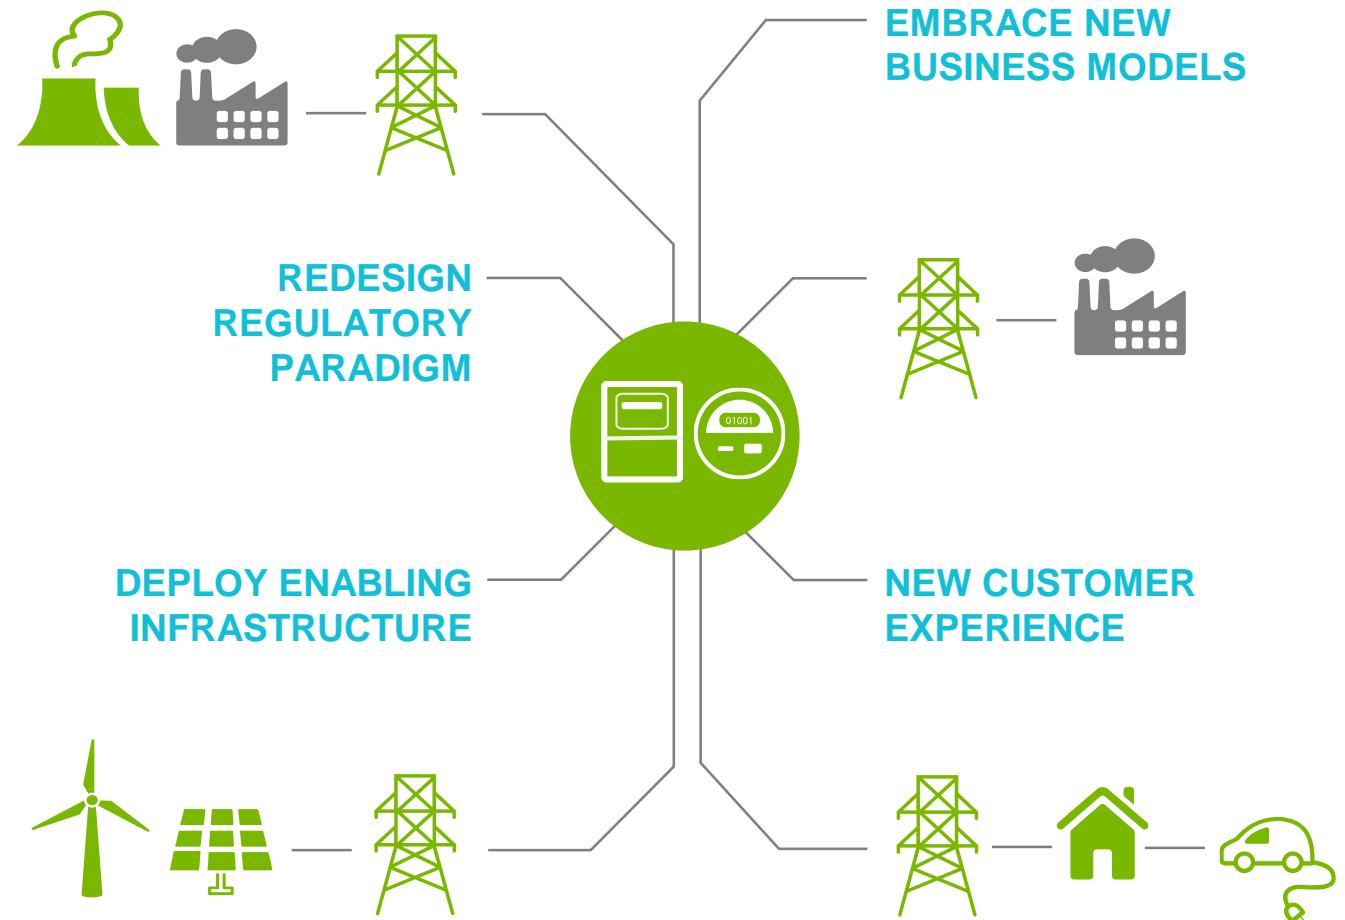 EMBRACE NEW
BUSINESS MODELS
REDESIGN
REGULATORY
PARADIGM
01001
DEPLOY ENABLING
INFRASTRUCTURE
NEW CUSTOMER
EXPERIENCE